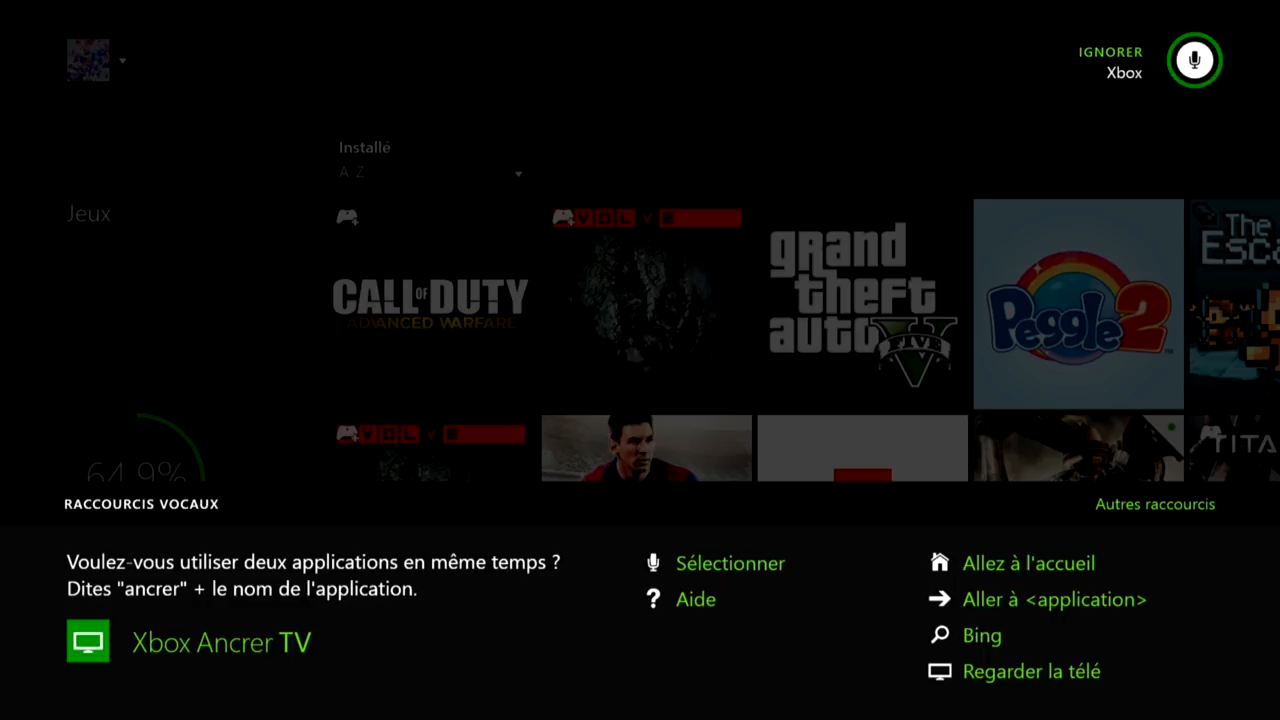 IGNORER
Xbox
Installé
A Z
Jeux
CALL OF DUTY
ADVANCED WARFARE
grand
theft
auto
FIVE
Peggle 2
The
Esca
64.9%
TITA
RACCOURCIS VOCAUX
Autres raccourcis
Voulez-vous utiliser deux applications en même temps ?
Dites "ancrer" + le nom de l'application.
Xbox Ancrer TV
Sélectionner
Aide
Allez à l'accueil
Aller à <application>
Bing
Regarder la télé